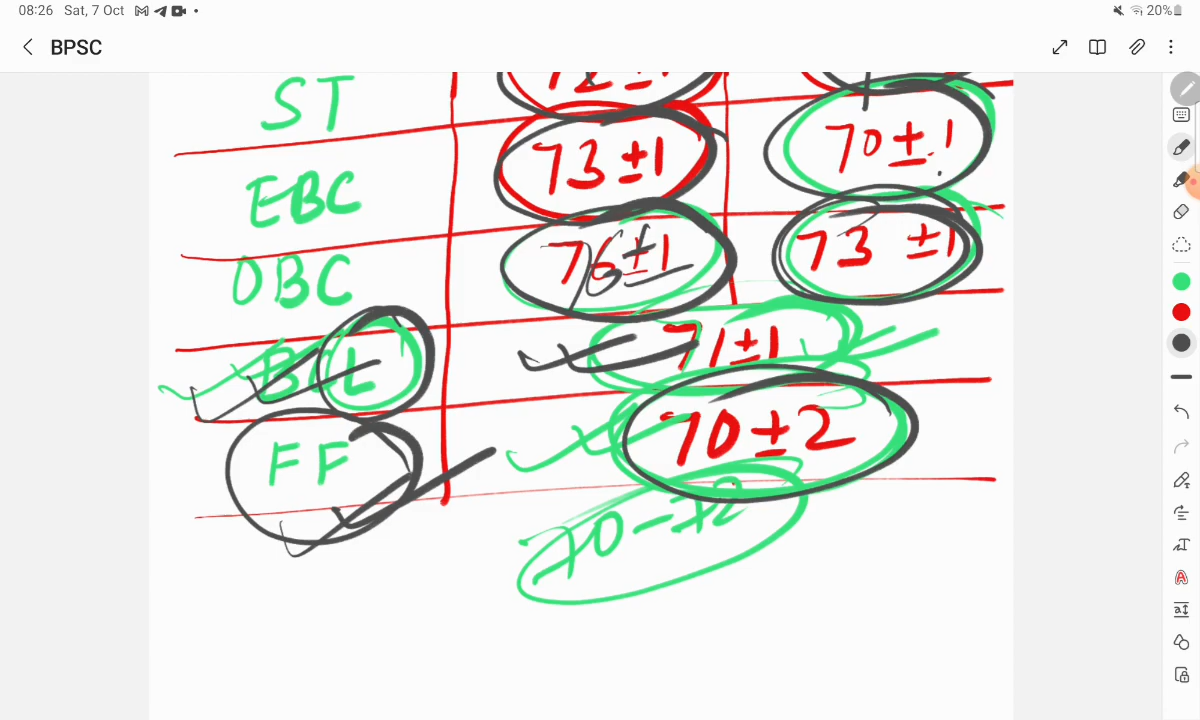 08:26 Sat, 7 Oct 20%
BPSC
ST
EBC 73 ±1 70 ± 1
OBC 76 ±1 73 ±1
BCL 71±1
FF 70 ± 2
70-72